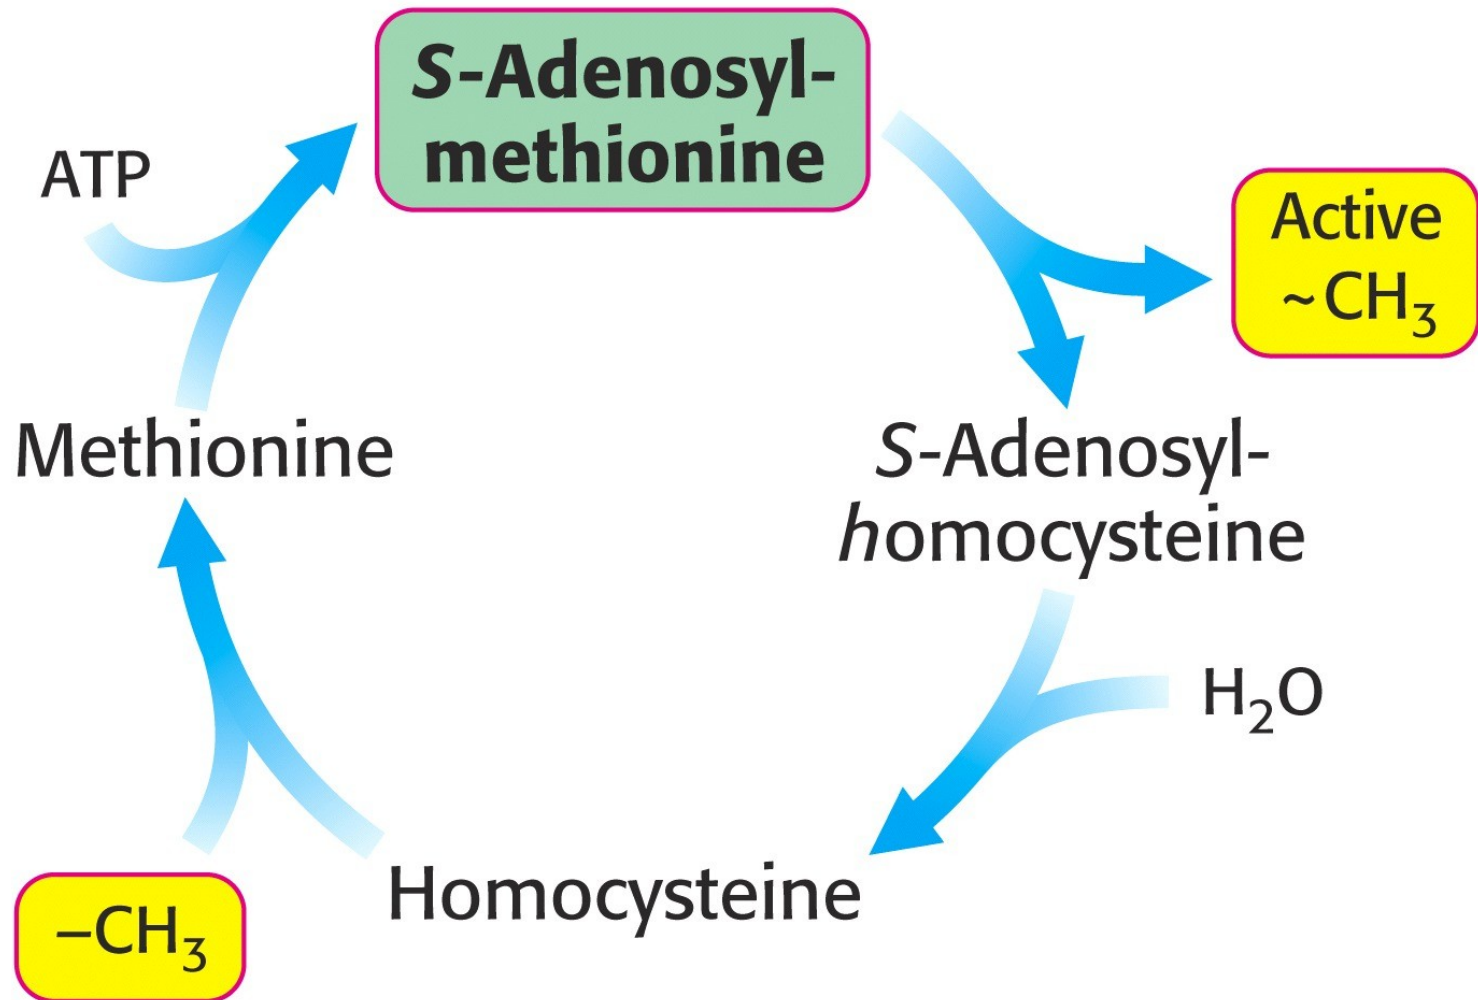 S-Adenosyl-
methionine
ATP
Active
~CH₃
Methionine
S-Adenosyl-
homocysteine
H₂O
Homocysteine
–CH₃